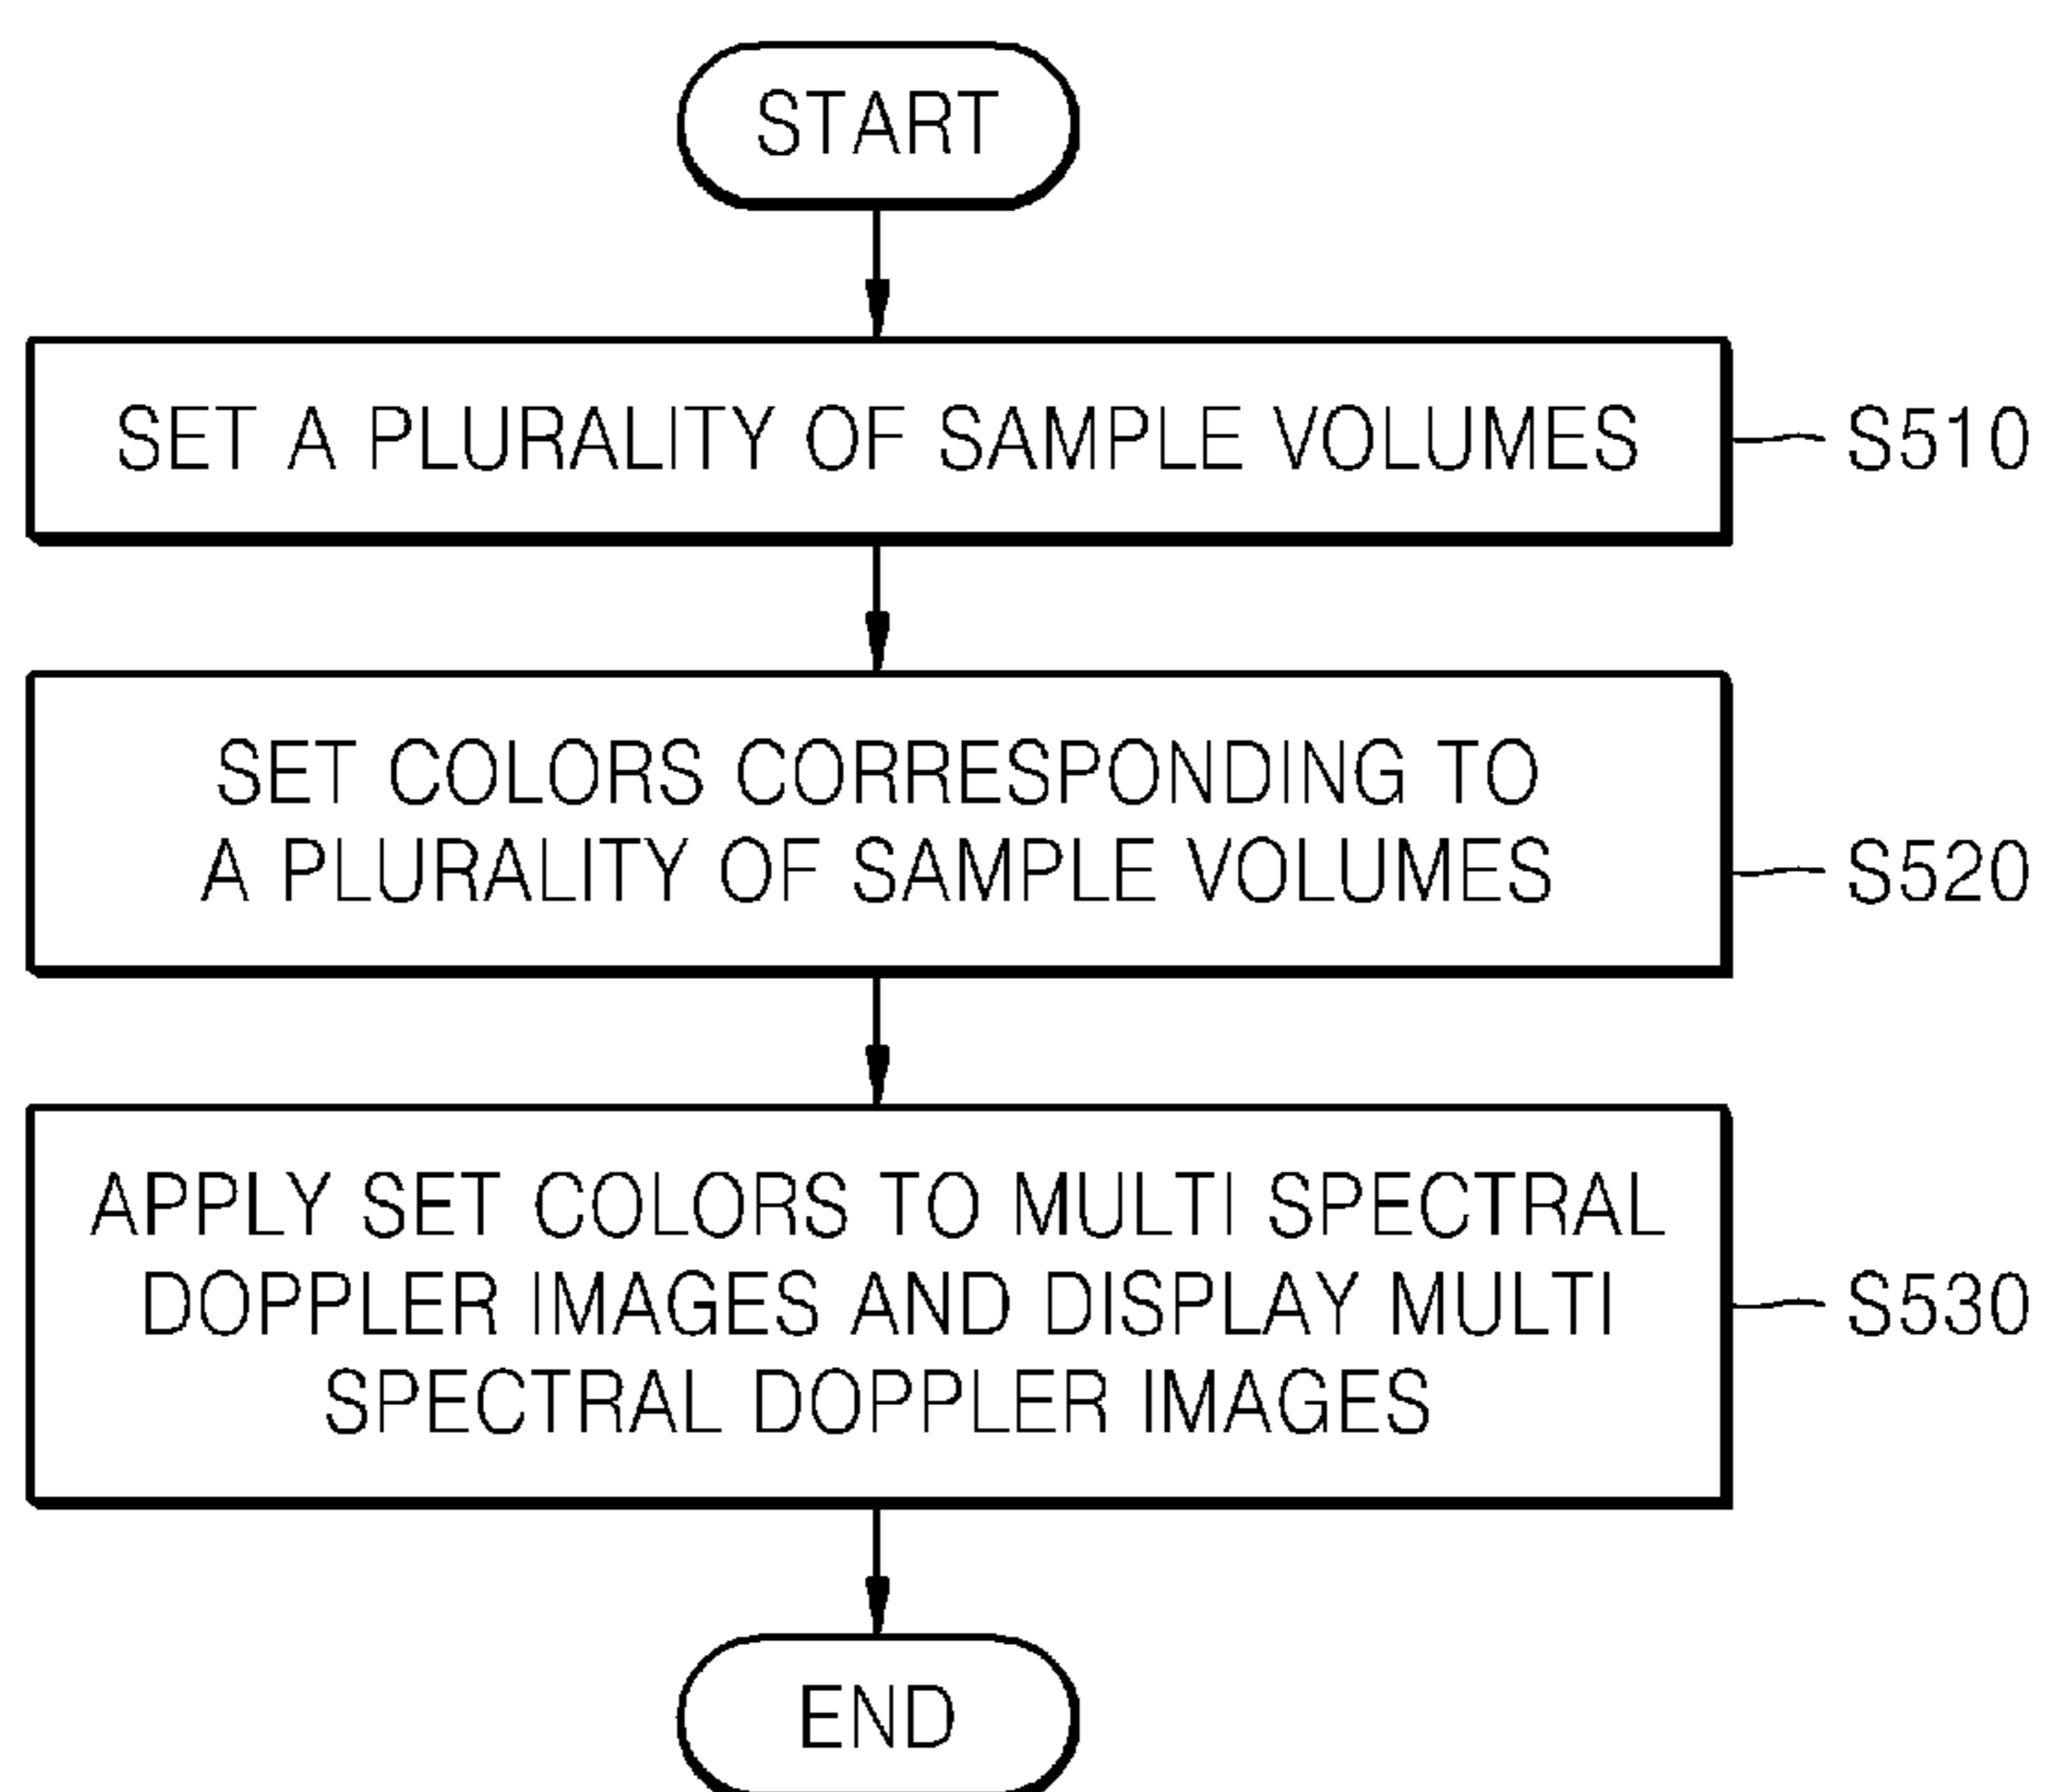 START
SET A PLURALITY OF SAMPLE VOLUMES
S510
SET COLORS CORRESPONDING TO
A PLURALITY OF SAMPLE VOLUMES
S520
APPLY SET COLORS TO MULTI SPECTRAL
DOPPLER IMAGES AND DISPLAY MULTI
SPECTRAL DOPPLER IMAGES
S530
END